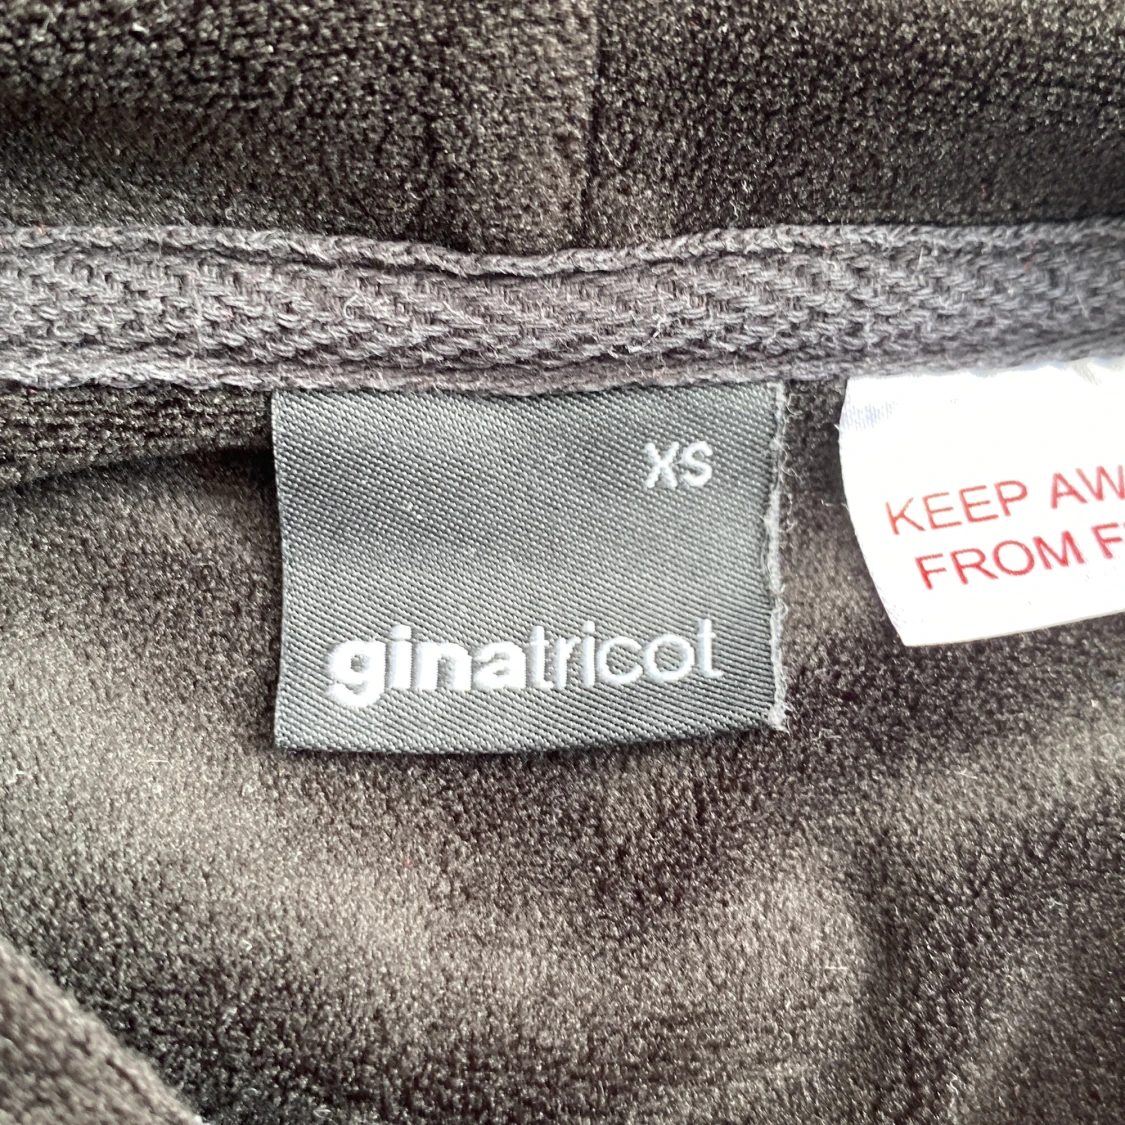 XS
ginatricot
KEEP AW
FROM F